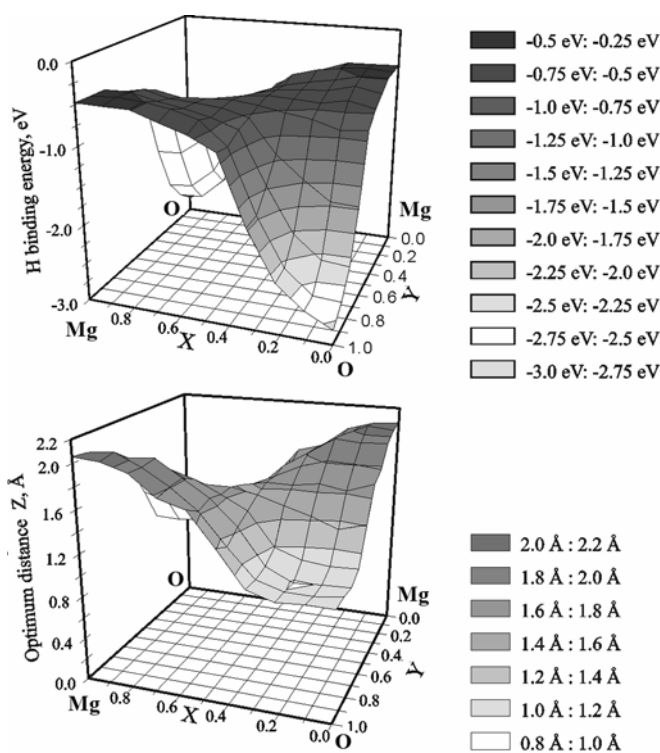 H binding energy, eV
0.0
-1.0
-2.0
-3.0
Mg
0.8
0.6
X
0.4
0.2
0.0
O
O
Mg
0.0
0.2
0.4
0.6
Y
0.8
1.0
-0.5 eV: -0.25 eV
-0.75 eV: -0.5 eV
-1.0 eV: -0.75 eV
-1.25 eV: -1.0 eV
-1.5 eV: -1.25 eV
-1.75 eV: -1.5 eV
-2.0 eV: -1.75 eV
-2.25 eV: -2.0 eV
-2.5 eV: -2.25 eV
-2.75 eV: -2.5 eV
-3.0 eV: -2.75 eV
Optimum distance Z, Å
2.2
2.0
1.6
1.2
0.8
0.4
0.0
Mg
0.8
0.6
X
0.4
0.2
0.0
O
O
Mg
0.0
0.2
0.4
0.6
Y
0.8
1.0
2.0 Å : 2.2 Å
1.8 Å : 2.0 Å
1.6 Å : 1.8 Å
1.4 Å : 1.6 Å
1.2 Å : 1.4 Å
1.0 Å : 1.2 Å
0.8 Å : 1.0 Å